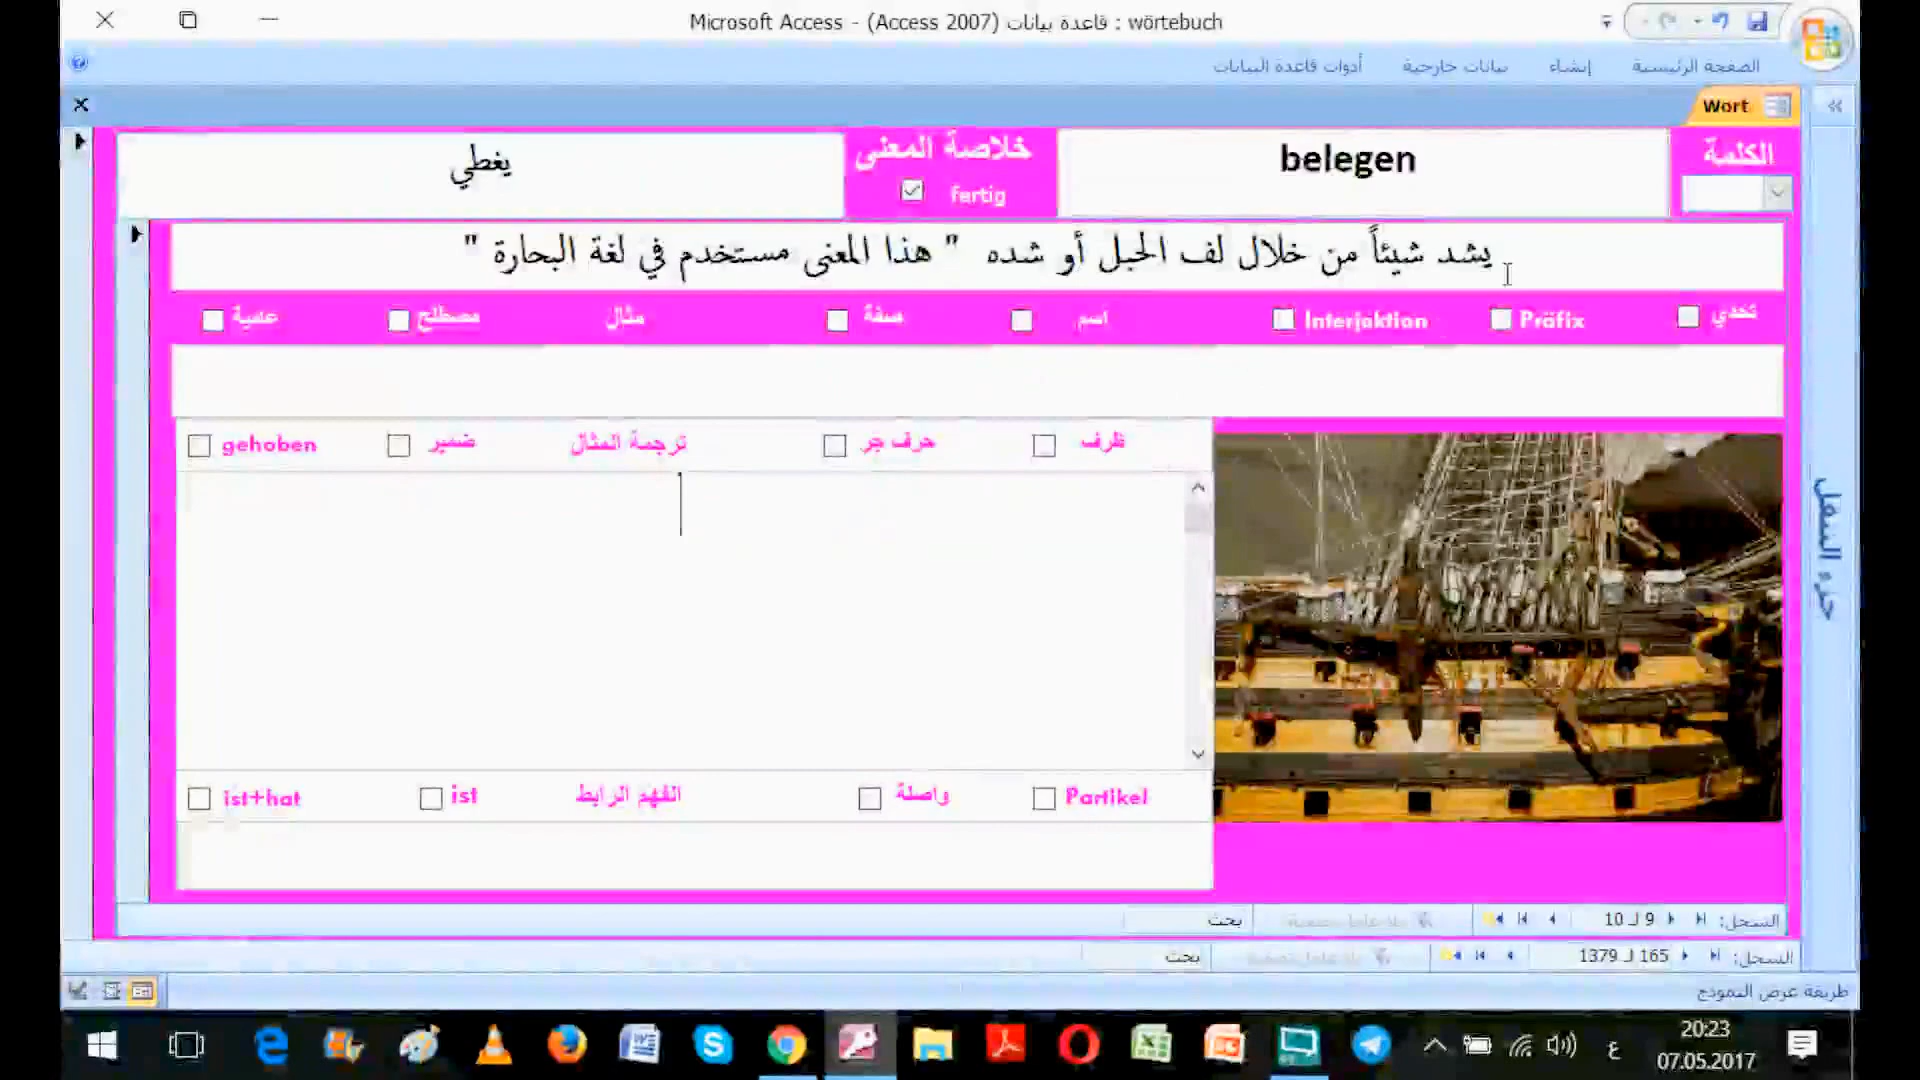 Microsoft Access - (Access 2007) قاعدة بيانات : wörtebuch
الصفحة الرئيسية إنشاء بيانات خارجية أدوات قاعدة البيانات
Wort
الكلمة
belegen
خلاصة المعنى
fertig
يغطي
يشد شيئاً من خلال لف الحبل أو شده " هذا المعنى مستخدم في لغة البحارة "
تعدي Präfix Interjektion اسم صفة مثال مصطلح عامية
ظرف حرف جر ترجمة المثال ضمير gehoben
Partikel واصلة الفهم الرابط ist ist+hat
جزء التنقل
السجل: 9 لـ 10 بحث
السجل: 165 لـ 1379 بحث
طريقة عرض النموذج
ع
20:23
07.05.2017